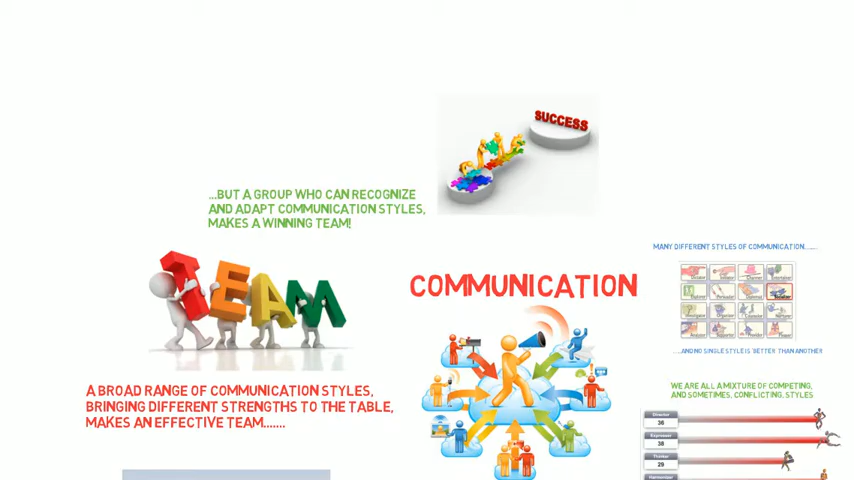 SUCCESS
...BUT A GROUP WHO CAN RECOGNIZE
AND ADAPT COMMUNICATION STYLES,
MAKES A WINNING TEAM!
TEAM
A BROAD RANGE OF COMMUNICATION STYLES,
BRINGING DIFFERENT STRENGTHS TO THE TABLE,
MAKES AN EFFECTIVE TEAM.......
COMMUNICATION
MANY DIFFERENT STYLES OF COMMUNICATION.......
.....AND NO SINGLE STYLE IS BETTER THAN ANOTHER
WE ARE ALL A MIXTURE OF COMPETING,
AND SOMETIMES, CONFLICTING, STYLES
Director
36
Expresser
38
Thinker
29
Harmonizer